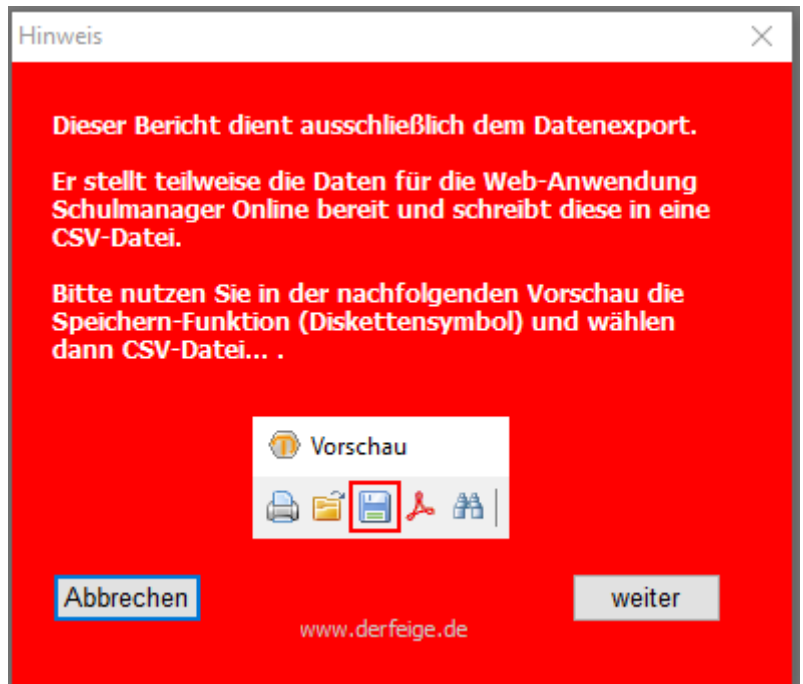 Hinweis
Dieser Bericht dient ausschließlich dem Datenexport.
Er stellt teilweise die Daten für die Web-Anwendung
Schulmanager Online bereit und schreibt diese in eine
CSV-Datei.
Bitte nutzen Sie in der nachfolgenden Vorschau die
Speichern-Funktion (Diskettensymbol) und wählen
dann CSV-Datei... .
Vorschau
Abbrechen
weiter
www.derfeige.de